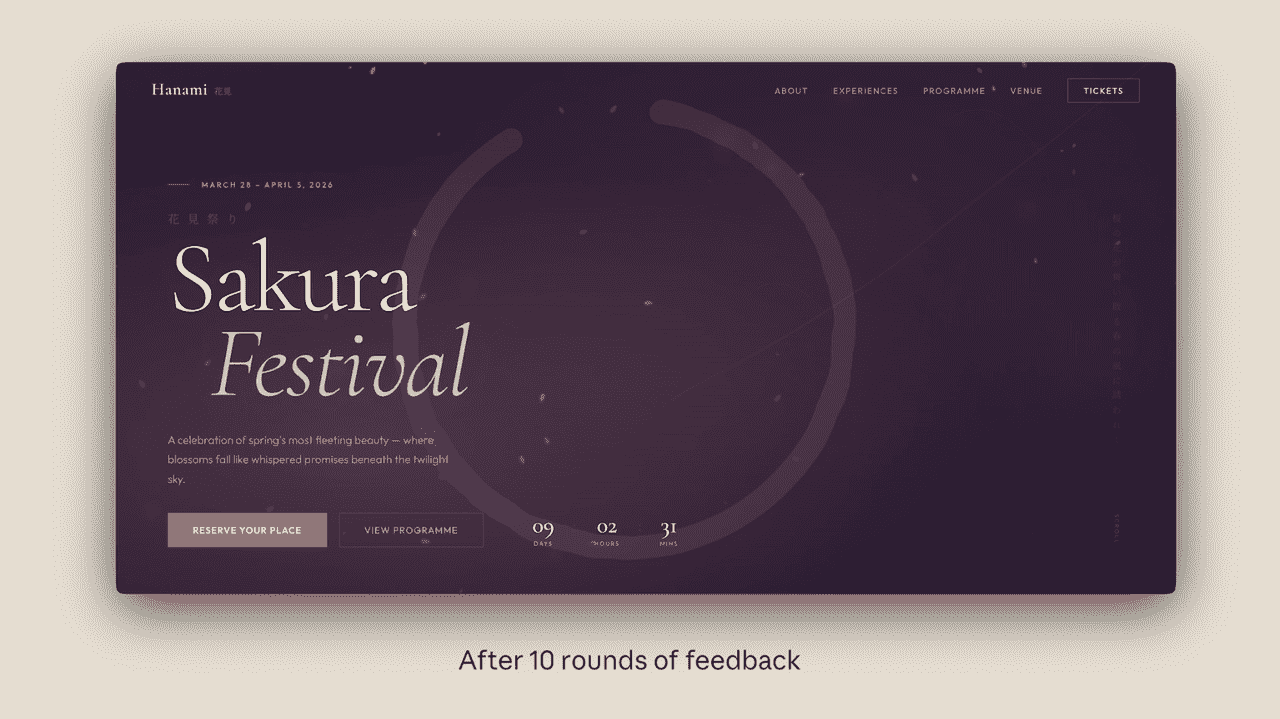 Hanami 花見
ABOUT EXPERIENCES PROGRAMME VENUE TICKETS
MARCH 28 – APRIL 5, 2026
花見祭り
Sakura
Festival
A celebration of spring's most fleeting beauty — where
blossoms fall like whispered promises beneath the twilight
sky.
RESERVE YOUR PLACE
VIEW PROGRAMME
09 02 31
DAYS HOURS MINS
After 10 rounds of feedback